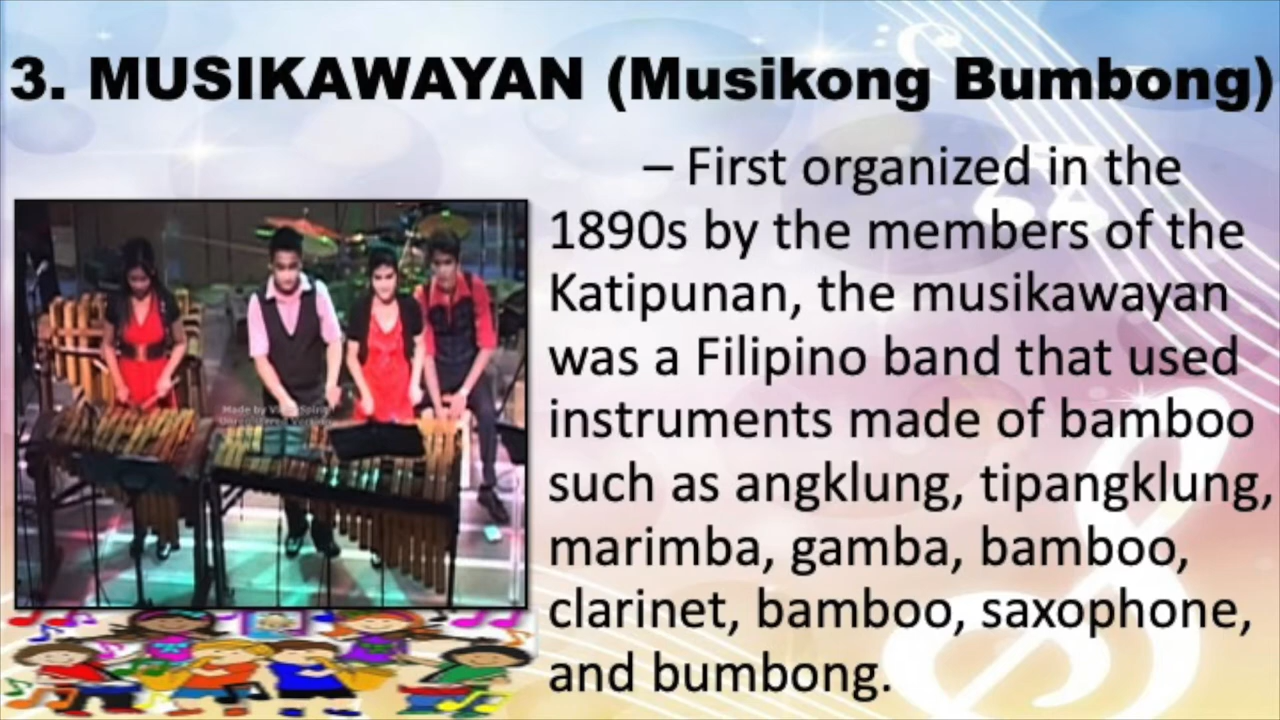 3. MUSIKAWAYAN (Musikong Bumbong)
– First organized in the
1890s by the members of the
Katipunan, the musikawayan
was a Filipino band that used
instruments made of bamboo
such as angklung, tipangklung,
marimba, gamba, bamboo,
clarinet, bamboo, saxophone,
and bumbong.
Made by